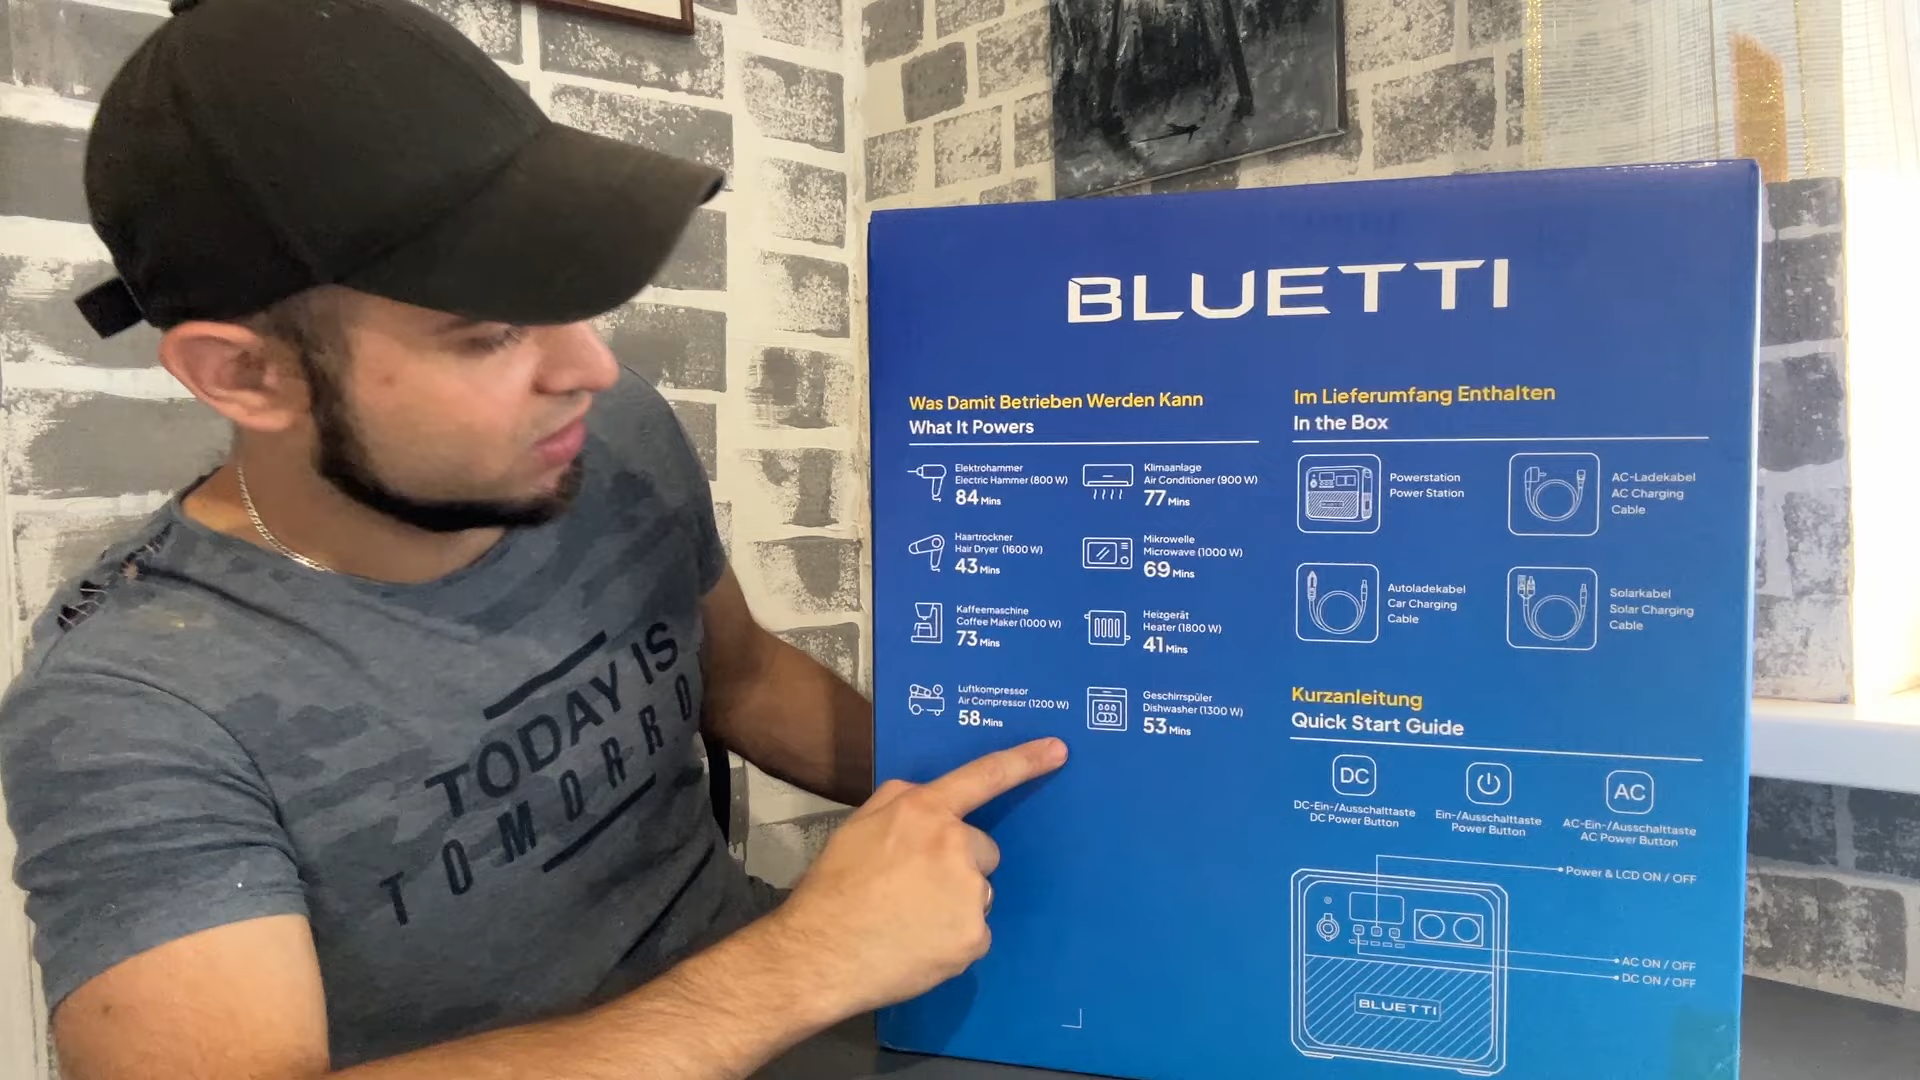 BLUETTI
Was Damit Betrieben Werden Kann
What It Powers
Elektrohammer
Electric Hammer (800 W)
84 Mins
Klimaanlage
Air Conditioner (900 W)
77 Mins
Haartrockner
Hair Dryer (1600 W)
43 Mins
Mikrowelle
Microwave (1000 W)
69 Mins
Kaffeemaschine
Coffee Maker (1000 W)
73 Mins
Heizgerät
Heater (1800 W)
41 Mins
Luftkompressor
Air Compressor (1200 W)
58 Mins
Geschirrspüler
Dishwasher (1300 W)
53 Mins
Im Lieferumfang Enthalten
In the Box
Powerstation
Power Station
AC-Ladekabel
AC Charging
Cable
Autoladekabel
Car Charging
Cable
Solarkabel
Solar Charging
Cable
Kurzanleitung
Quick Start Guide
DC
DC-Ein-/Ausschalttaste
DC Power Button
Ein-/Ausschalttaste
Power Button
AC
AC-Ein-/Ausschalttaste
AC Power Button
Power & LCD ON / OFF
AC ON / OFF
DC ON / OFF
BLUETTI
TODAY IS
TOMORRO